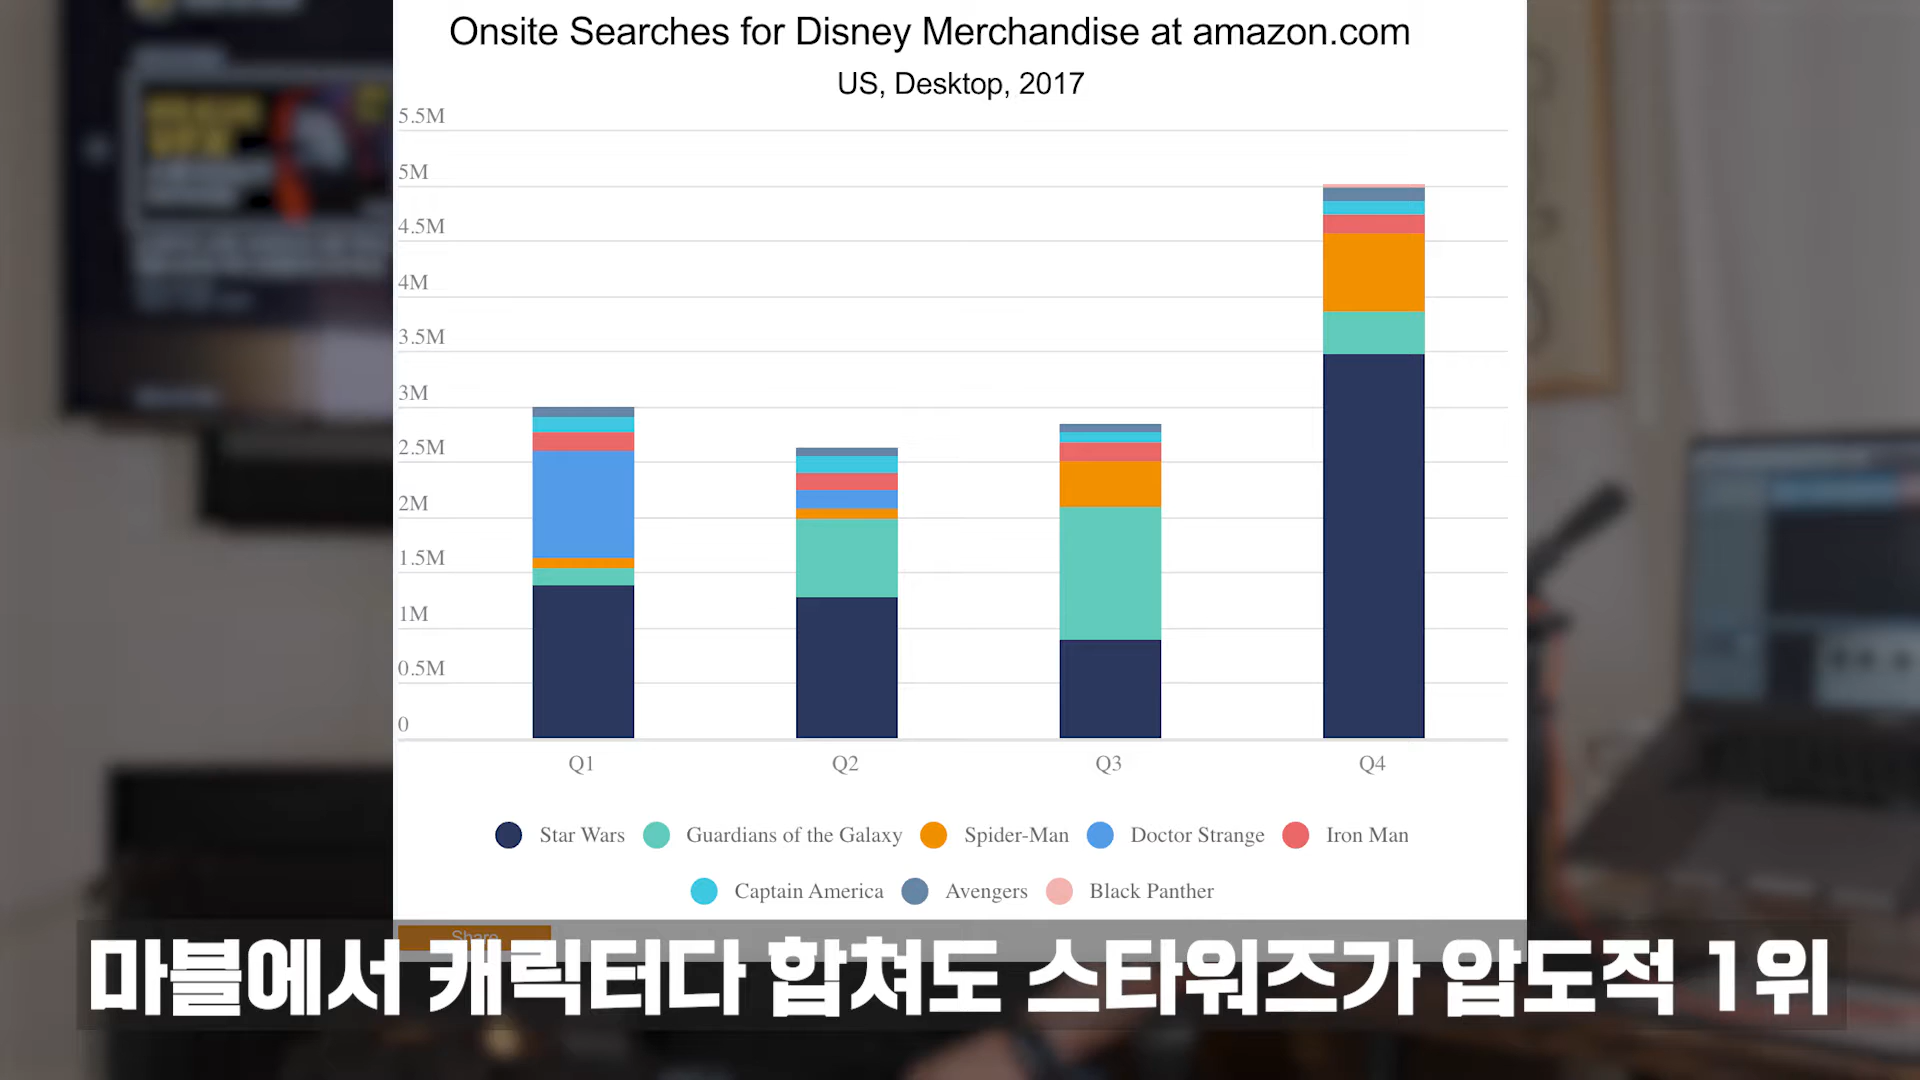 Onsite Searches for Disney Merchandise at amazon.com
US, Desktop, 2017
5.5M
5M
4.5M
4M
3.5M
3M
2.5M
2M
1.5M
1M
0.5M
0
Q1 Q2 Q3 Q4
Star Wars Guardians of the Galaxy Spider-Man Doctor Strange Iron Man
Captain America Avengers Black Panther
Share
마블에서 캐릭터다 합쳐도 스타워즈가 압도적 1위